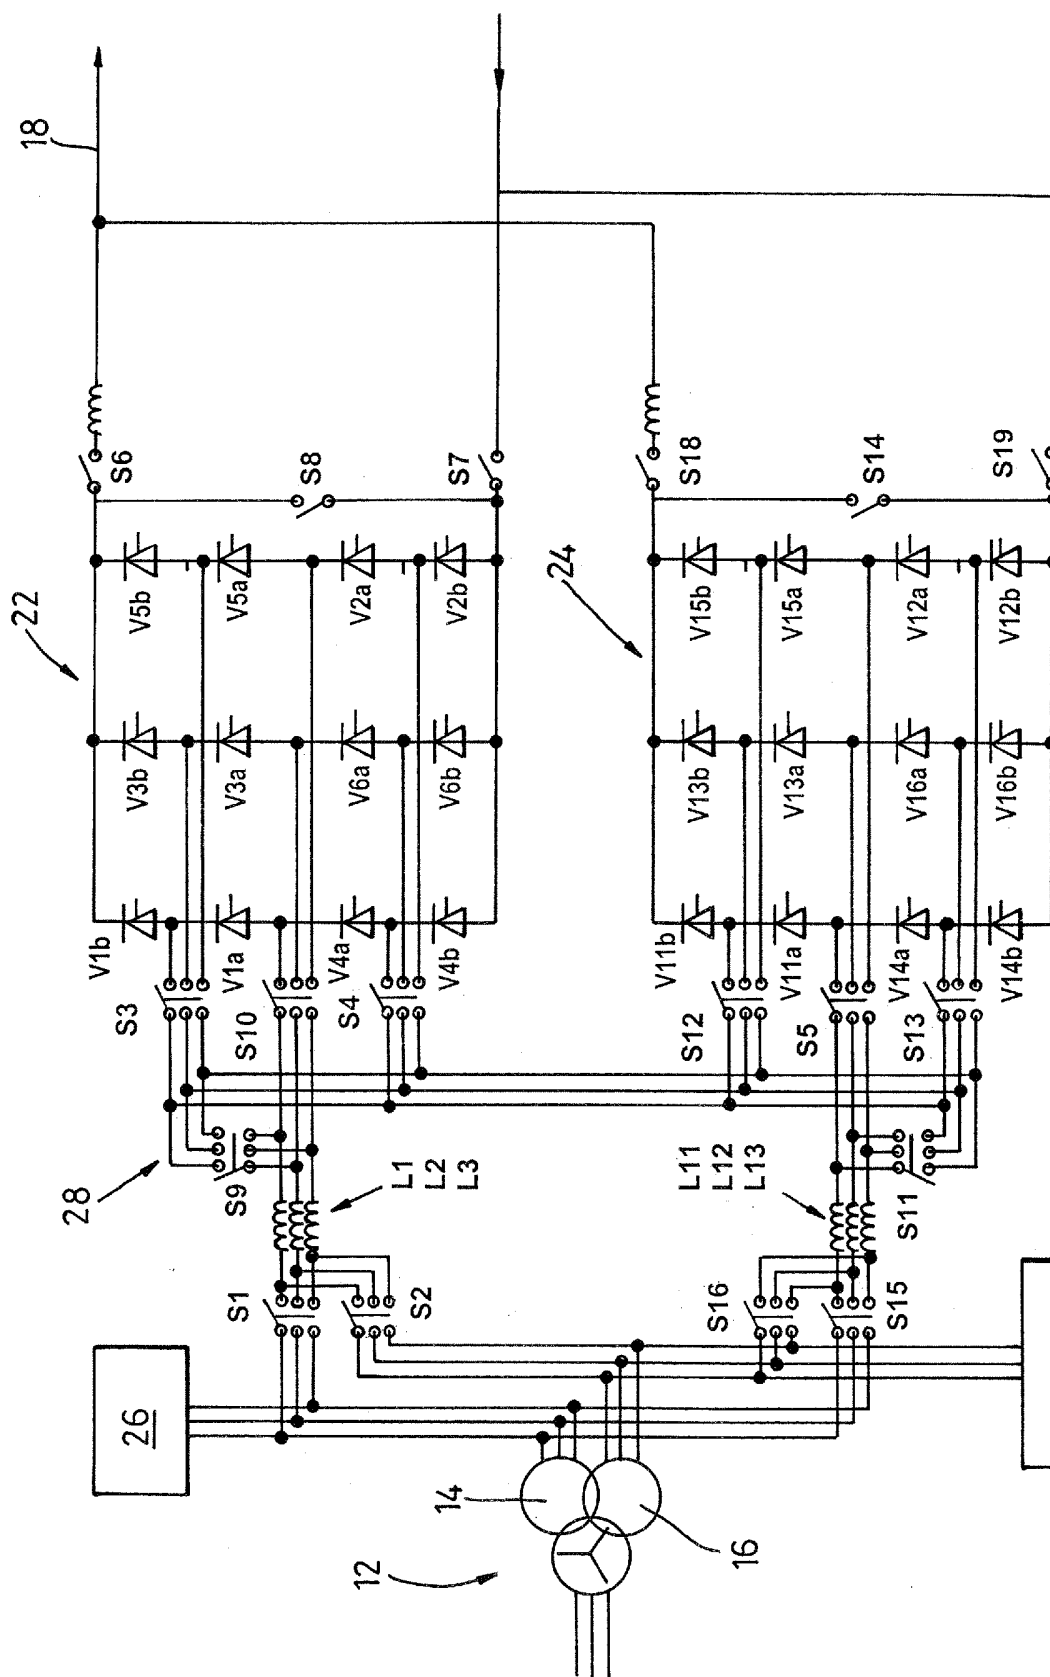 18
22
24
28
26
14
16
12
S6
S8
S7
S18
S14
S19
V5b
V5a
V2a
V2b
V15b
V15a
V12a
V12b
V3b
V3a
V6a
V6b
V13b
V13a
V16a
V16b
V1b
V1a
V4a
V4b
V11b
V11a
V14a
V14b
S3
S10
S4
S12
S5
S13
S9
L1
L2
L3
L11
L12
L13
S11
S1
S2
S16
S15